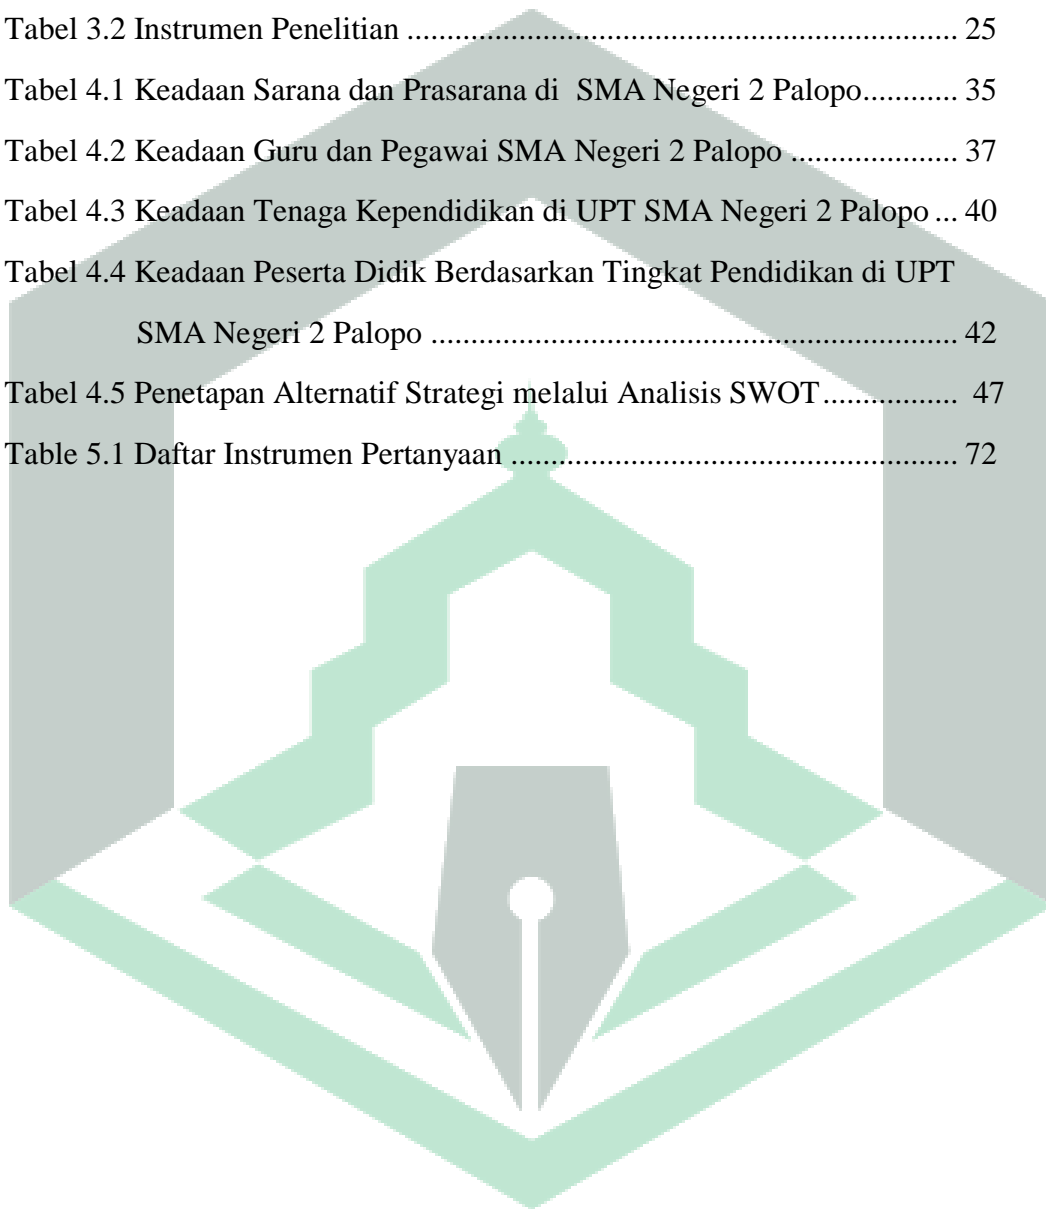 Tabel 3.2 Instrumen Penelitian ..................................................................... 25
Tabel 4.1 Keadaan Sarana dan Prasarana di  SMA Negeri 2 Palopo............ 35
Tabel 4.2 Keadaan Guru dan Pegawai SMA Negeri 2 Palopo ..................... 37
Tabel 4.3 Keadaan Tenaga Kependidikan di UPT SMA Negeri 2 Palopo ... 40
Tabel 4.4 Keadaan Peserta Didik Berdasarkan Tingkat Pendidikan di UPT
SMA Negeri 2 Palopo .................................................................. 42
Tabel 4.5 Penetapan Alternatif Strategi melalui Analisis SWOT.................  47
Table 5.1 Daftar Instrumen Pertanyaan ........................................................ 72